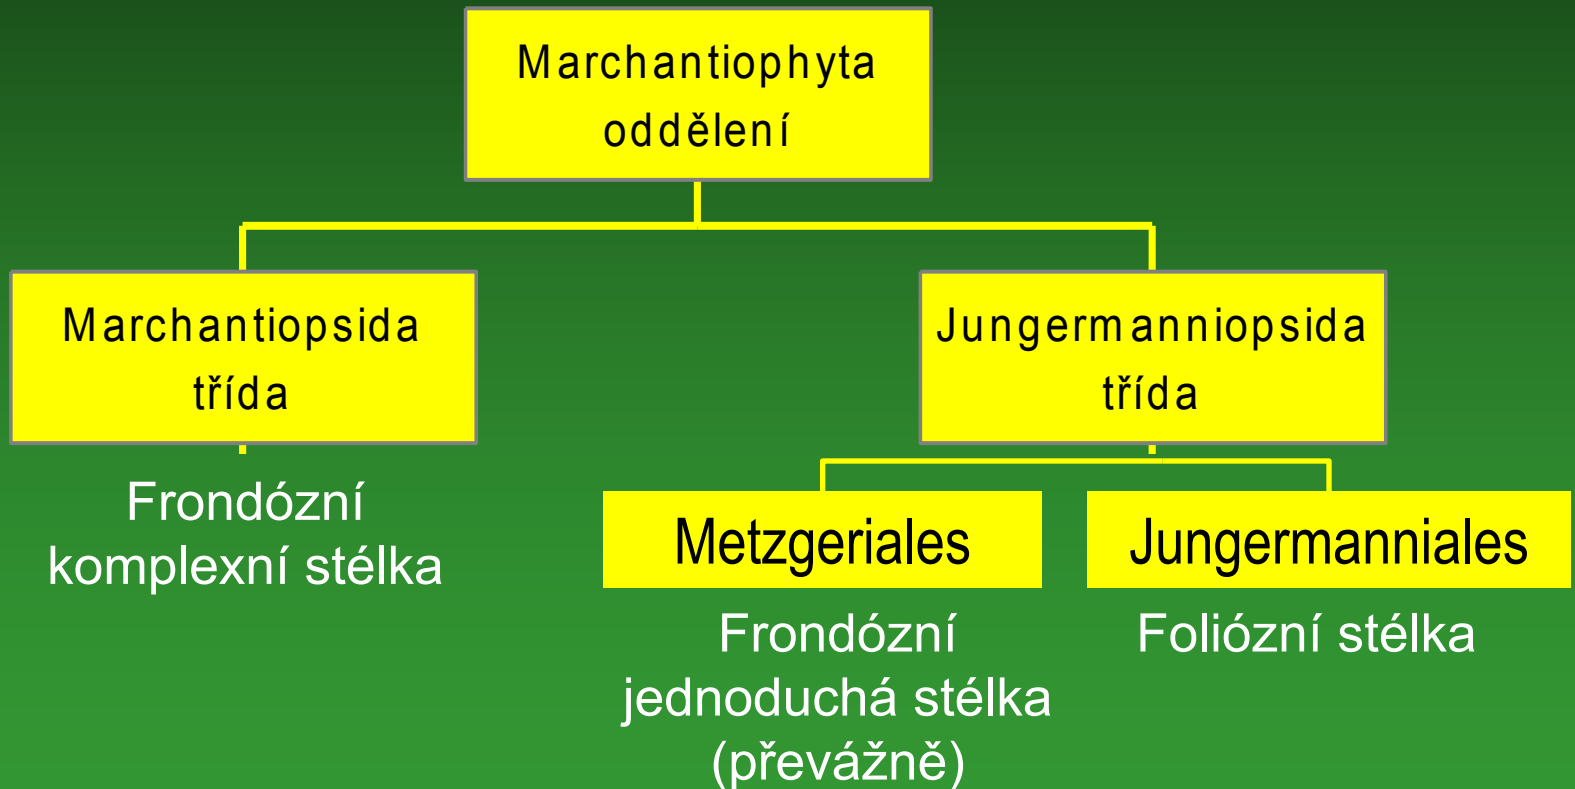 Marchantiophyta
oddělení
Marchantiopsida
třída
Jungermanniopsida
třída
Frondózní
komplexní stélka
Metzgeriales
Jungermanniales
Frondózní
jednoduchá stélka
(převážně)
Foliózní stélka